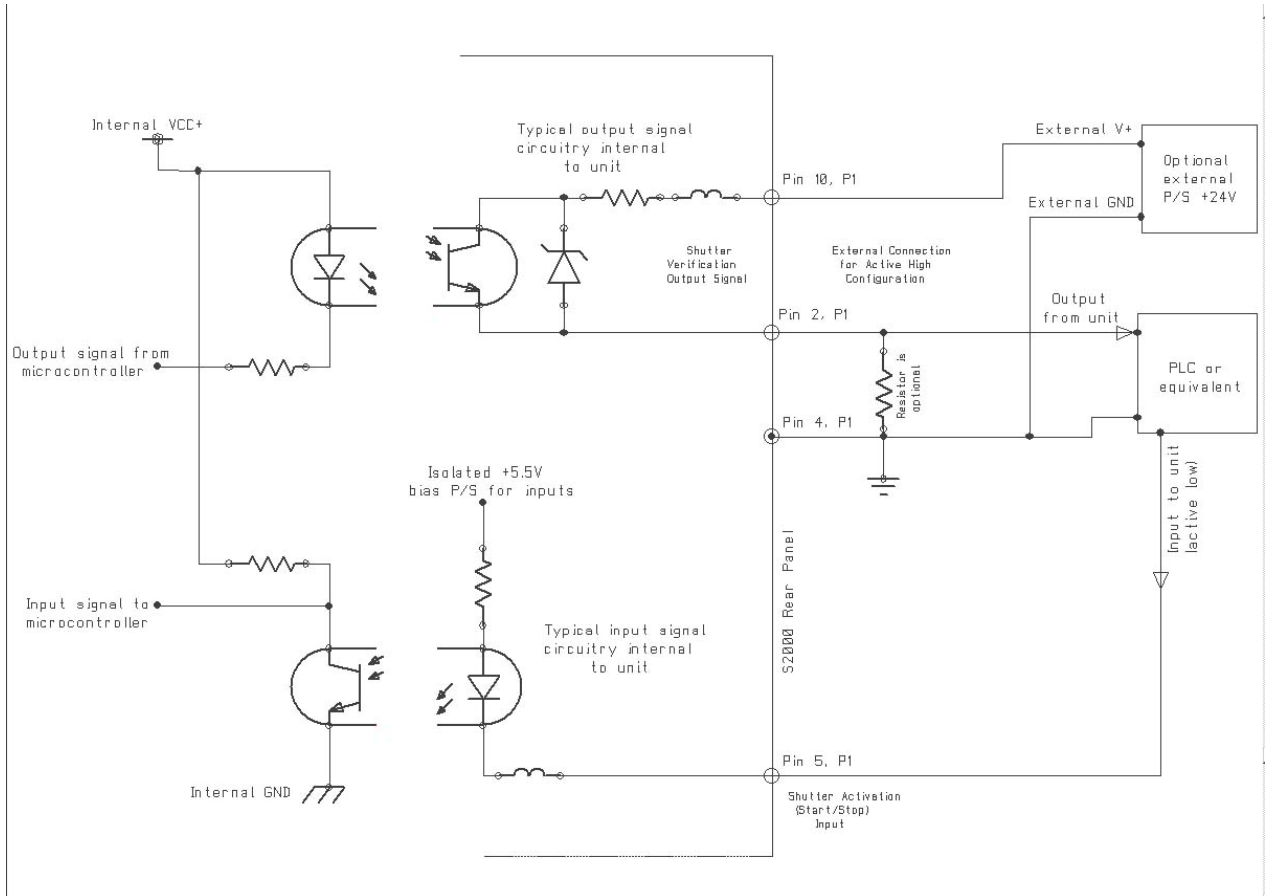 Internal VCC+
Typical output signal
circuitry internal
to unit
Pin 10, P1
External V+
Optional
external
P/S +24V
External GND
Shutter
Verification
Output Signal
External Connection
for Active High
Configuration
Pin 2, P1
Output
from unit
Output signal from
microcontroller
Resistor is
optional
PLC or
equivalent
Pin 4, P1
Isolated +5.5V
bias P/S for inputs
Input to unit
(active low)
S2000 Rear Panel
Input signal to
microcontroller
Typical input signal
circuitry internal
to unit
Pin 5, P1
Internal GND
Shutter Activation
(Start/Stop)
Input